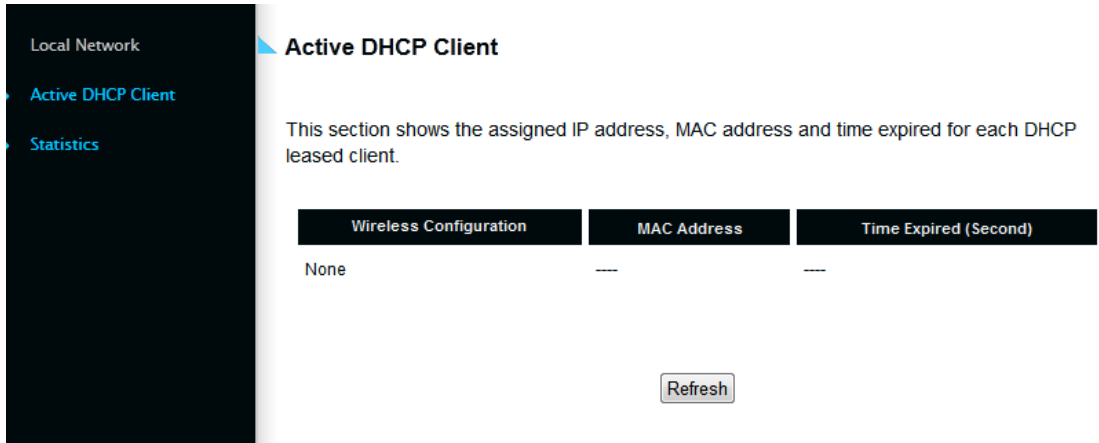 Local Network
Active DHCP Client
Statistics
Active DHCP Client
This section shows the assigned IP address, MAC address and time expired for each DHCP
leased client.
Wireless Configuration MAC Address Time Expired (Second)
None ---- ----
Refresh